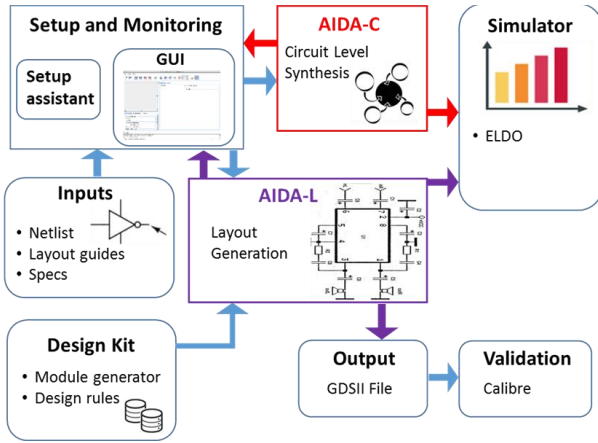 Setup and Monitoring
GUI
Setup
assistant
AIDA-C
Circuit Level
Synthesis
Simulator
• ELDO
Inputs
• Netlist
• Layout guides
• Specs
AIDA-L
Layout
Generation
Design Kit
• Module generator
• Design rules
Output
GDSII File
Validation
Calibre